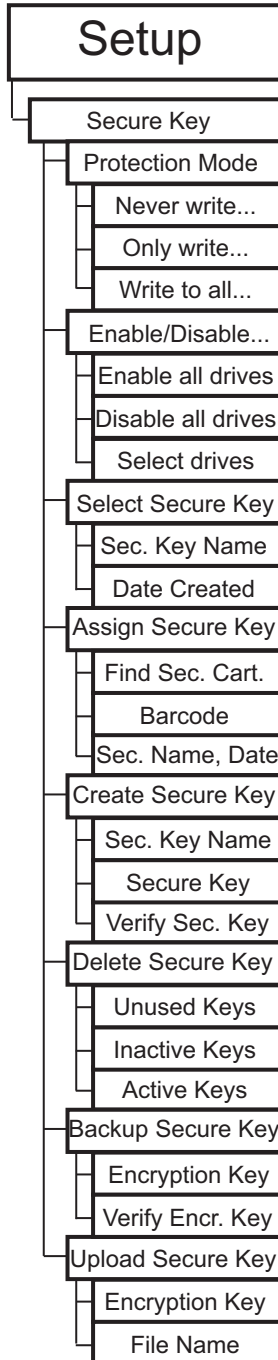 Setup
Secure Key
Protection Mode
Never write...
Only write...
Write to all...
Enable/Disable...
Enable all drives
Disable all drives
Select drives
Select Secure Key
Sec. Key Name
Date Created
Assign Secure Key
Find Sec. Cart.
Barcode
Sec. Name, Date
Create Secure Key
Sec. Key Name
Secure Key
Verify Sec. Key
Delete Secure Key
Unused Keys
Inactive Keys
Active Keys
Backup Secure Key
Encryption Key
Verify Encr. Key
Upload Secure Key
Encryption Key
File Name